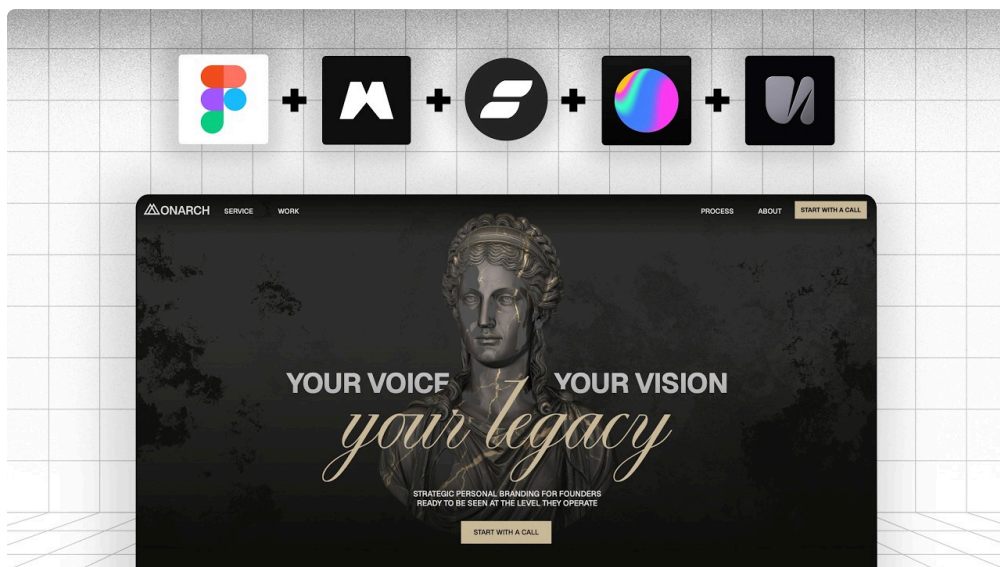 MONARCH SERVICE WORK PROCESS ABOUT START WITH A CALL
YOUR VOICE YOUR VISION
your legacy
STRATEGIC PERSONAL BRANDING FOR FOUNDERS
READY TO BE SEEN AT THE LEVEL THEY OPERATE
START WITH A CALL